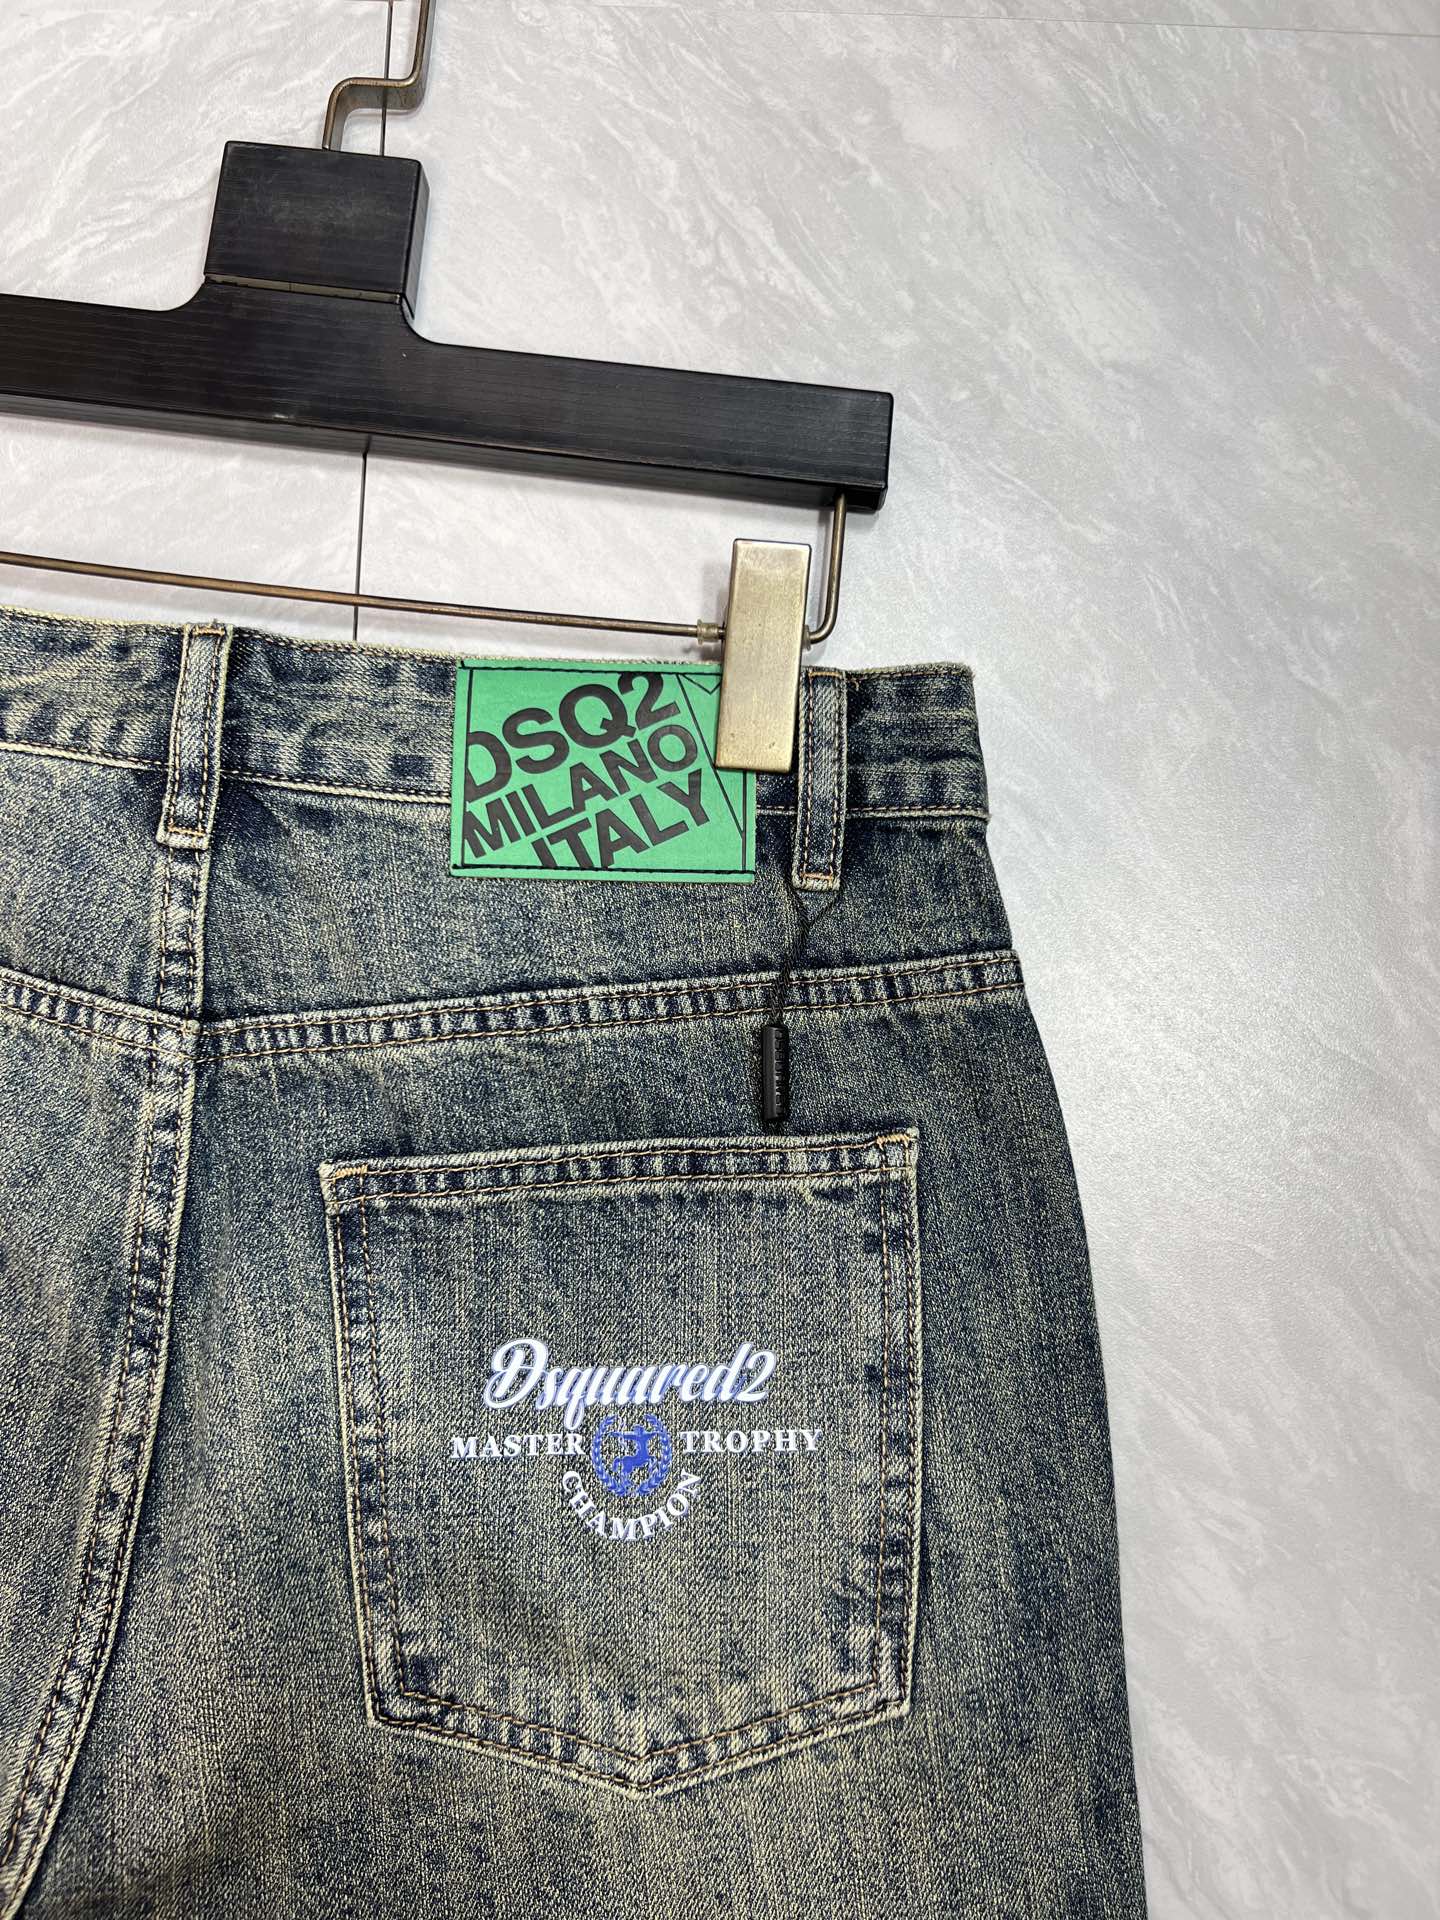 DSQ2
MILANO
ITALY
Dsquared2
MASTER TROPHY
CHAMPION